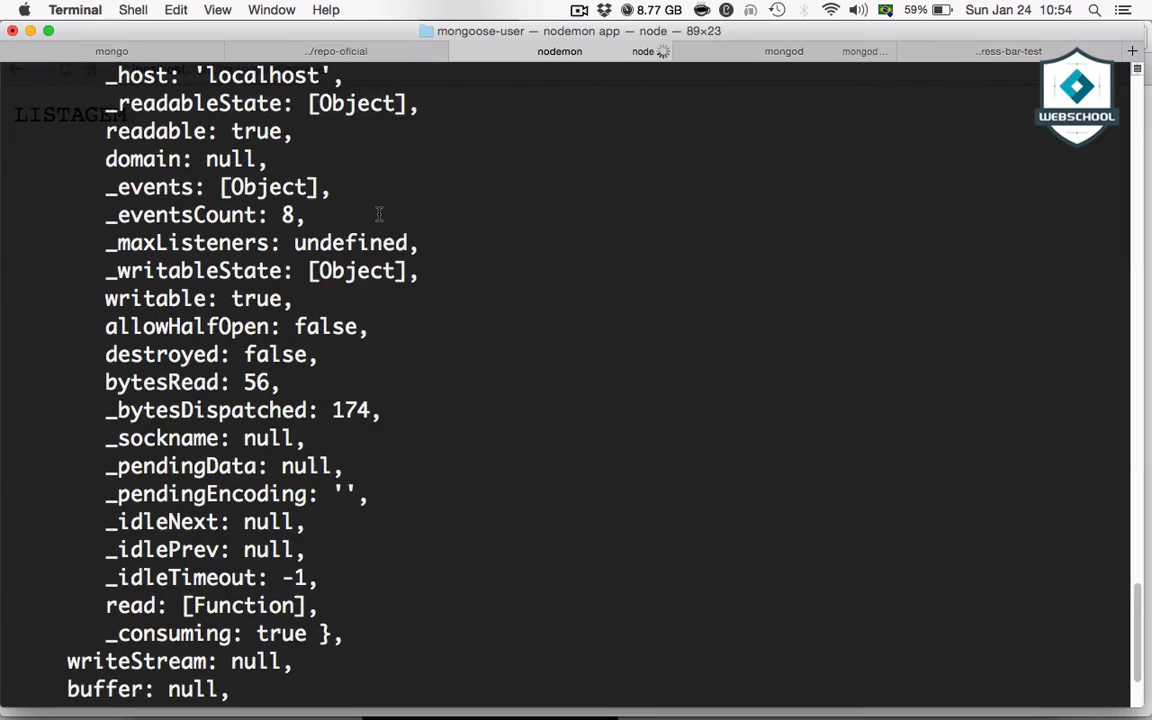 Terminal Shell Edit View Window Help 8.77 GB 59% Sun Jan 24 10:54
mongoose-user — nodemon app — node — 89×23
mongo ../repo-oficial nodemon node mongod mongod... ..ress-bar-test +
_host: 'localhost',
_readableState: [Object],
LISTAGEM
readable: true,
domain: null,
_events: [Object],
_eventsCount: 8,
_maxListeners: undefined,
_writableState: [Object],
writable: true,
allowHalfOpen: false,
destroyed: false,
bytesRead: 56,
_bytesDispatched: 174,
_sockname: null,
_pendingData: null,
_pendingEncoding: '',
_idleNext: null,
_idlePrev: null,
_idleTimeout: -1,
read: [Function],
_consuming: true },
writeStream: null,
buffer: null,
WEBSCHOOL